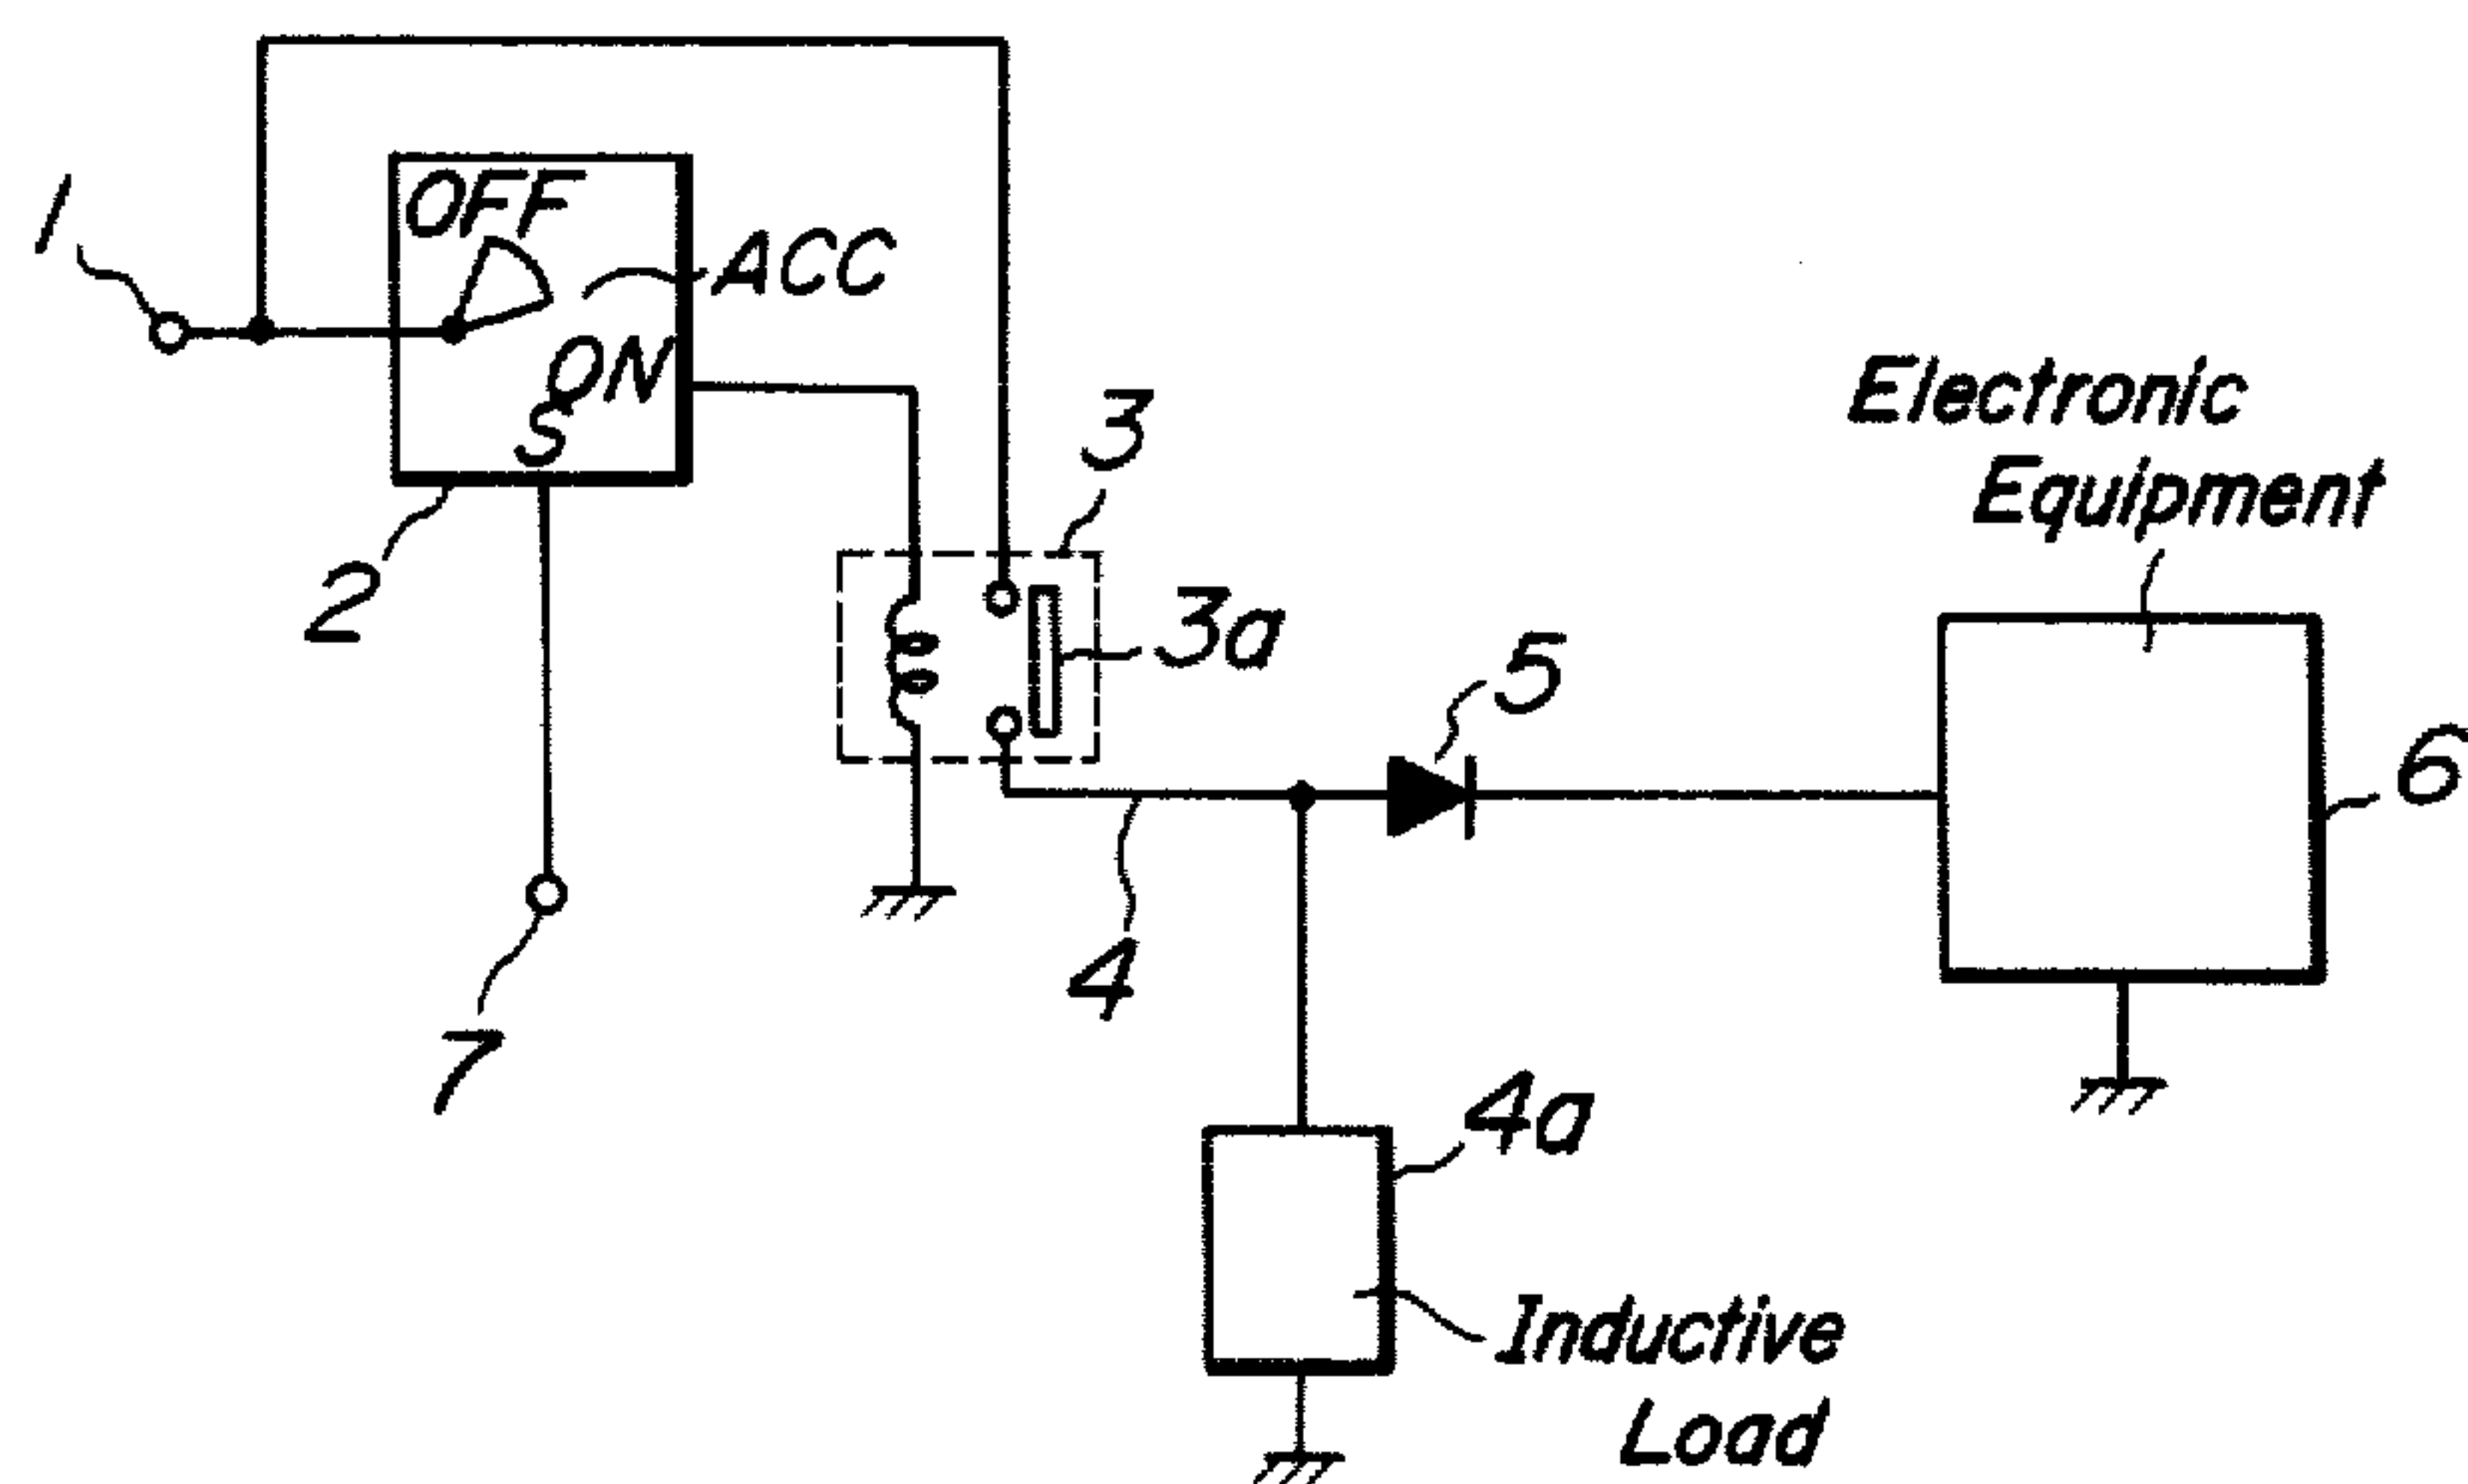 1
OFF
ACC
ON
S
2
3
3a
Electronic
Equipment
5
6
4
7
4a
Inductive
Load